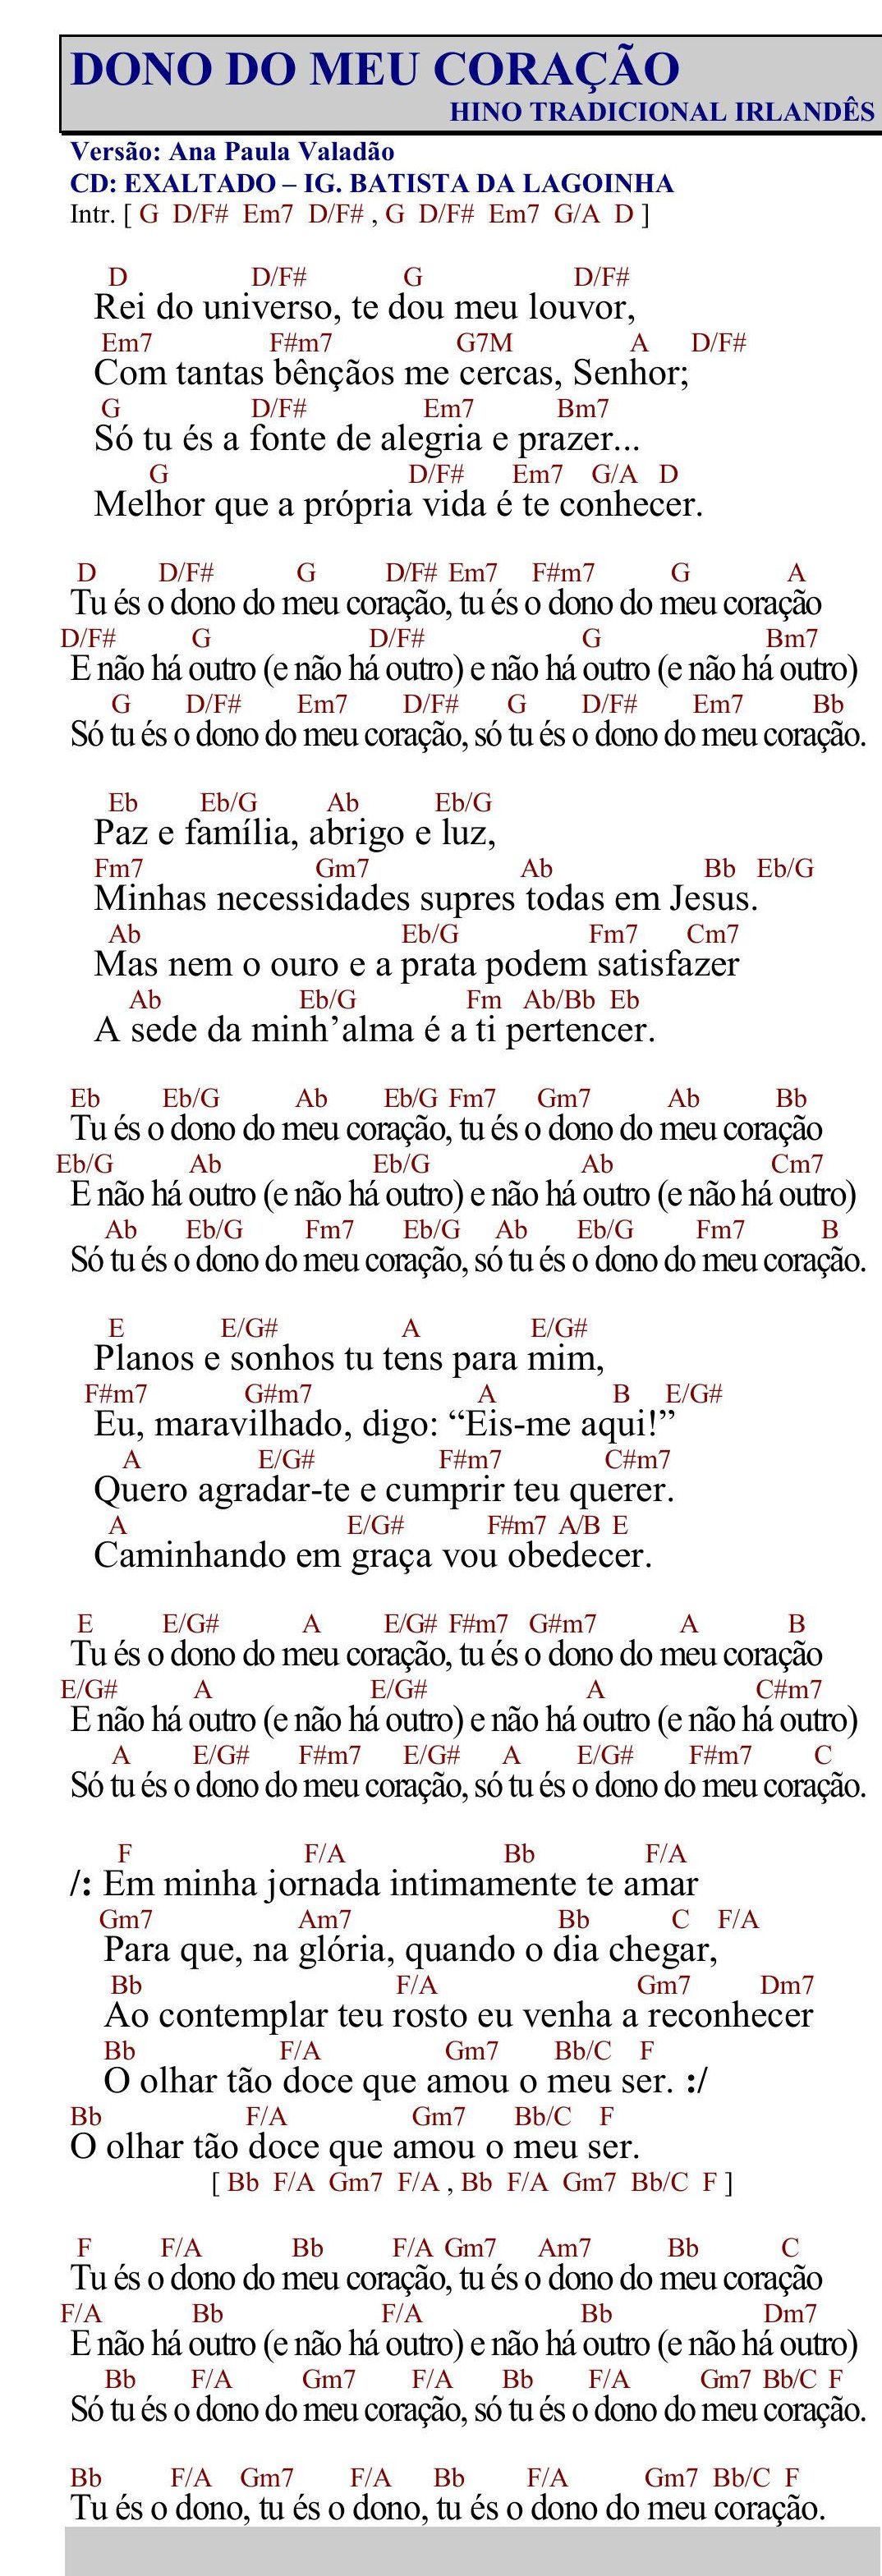 DONO DO MEU CORAÇÃO
HINO TRADICIONAL IRLANDÊS
Versão: Ana Paula Valadão
CD: EXALTADO – IG. BATISTA DA LAGOINHA
Intr. [ G D/F# Em7 D/F# , G D/F# Em7 G/A D ]
D D/F# G D/F#
Rei do universo, te dou meu louvor,
Em7 F#m7 G7M A D/F#
Com tantas bênçãos me cercas, Senhor;
G D/F# Em7 Bm7
Só tu és a fonte de alegria e prazer...
G D/F# Em7 G/A D
Melhor que a própria vida é te conhecer.
D D/F# G D/F# Em7 F#m7 G A
Tu és o dono do meu coração, tu és o dono do meu coração
D/F# G D/F# G Bm7
E não há outro (e não há outro) e não há outro (e não há outro)
G D/F# Em7 D/F# G D/F# Em7 Bb
Só tu és o dono do meu coração, só tu és o dono do meu coração.
Eb Eb/G Ab Eb/G
Paz e família, abrigo e luz,
Fm7 Gm7 Ab Bb Eb/G
Minhas necessidades supres todas em Jesus.
Ab Eb/G Fm7 Cm7
Mas nem o ouro e a prata podem satisfazer
Ab Eb/G Fm Ab/Bb Eb
A sede da minh’alma é a ti pertencer.
Eb Eb/G Ab Eb/G Fm7 Gm7 Ab Bb
Tu és o dono do meu coração, tu és o dono do meu coração
Eb/G Ab Eb/G Ab Cm7
E não há outro (e não há outro) e não há outro (e não há outro)
Ab Eb/G Fm7 Eb/G Ab Eb/G Fm7 B
Só tu és o dono do meu coração, só tu és o dono do meu coração.
E E/G# A E/G#
Planos e sonhos tu tens para mim,
F#m7 G#m7 A B E/G#
Eu, maravilhado, digo: “Eis-me aqui!”
A E/G# F#m7 C#m7
Quero agradar-te e cumprir teu querer.
A E/G# F#m7 A/B E
Caminhando em graça vou obedecer.
E E/G# A E/G# F#m7 G#m7 A B
Tu és o dono do meu coração, tu és o dono do meu coração
E/G# A E/G# A C#m7
E não há outro (e não há outro) e não há outro (e não há outro)
A E/G# F#m7 E/G# A E/G# F#m7 C
Só tu és o dono do meu coração, só tu és o dono do meu coração.
F F/A Bb F/A
/: Em minha jornada intimamente te amar
Gm7 Am7 Bb C F/A
Para que, na glória, quando o dia chegar,
Bb F/A Gm7 Dm7
Ao contemplar teu rosto eu venha a reconhecer
Bb F/A Gm7 Bb/C F
O olhar tão doce que amou o meu ser. :/
Bb F/A Gm7 Bb/C F
O olhar tão doce que amou o meu ser.
[ Bb F/A Gm7 F/A , Bb F/A Gm7 Bb/C F ]
F F/A Bb F/A Gm7 Am7 Bb C
Tu és o dono do meu coração, tu és o dono do meu coração
F/A Bb F/A Bb Dm7
E não há outro (e não há outro) e não há outro (e não há outro)
Bb F/A Gm7 F/A Bb F/A Gm7 Bb/C F
Só tu és o dono do meu coração, só tu és o dono do meu coração.
Bb F/A Gm7 F/A Bb F/A Gm7 Bb/C F
Tu és o dono, tu és o dono, tu és o dono do meu coração.